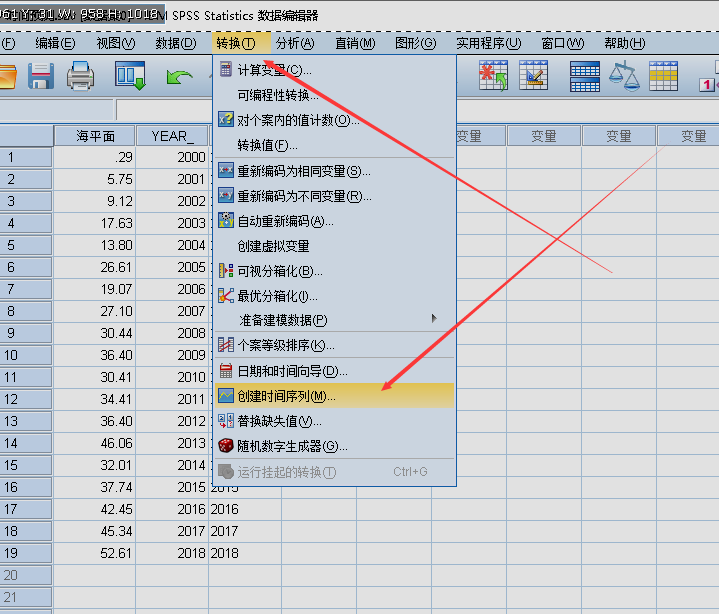 961 Y: 31 W: 958 H: 1018 M SPSS Statistics 数据编辑器
(F) 编辑(E) 视图(V) 数据(D) 转换(T) 分析(A) 直销(M) 图形(G) 实用程序(U) 窗口(W) 帮助(H)
计算变量(C)...
可编程性转换...
对个案内的值计数(O)...
转换值(F)...
重新编码为相同变量(S)...
重新编码为不同变量(R)...
自动重新编码(A)...
创建虚拟变量
可视分箱化(B)...
最优分箱化(I)...
准备建模数据(P)
个案等级排序(K)...
日期和时间向导(D)...
创建时间序列(M)...
替换缺失值(V)...
随机数字生成器(G)...
运行挂起的转换(T) Ctrl+G
1
海平面 YEAR_ 变量 变量 变量 变量
1 .29 2000
2 5.75 2001
3 9.12 2002
4 17.63 2003
5 13.80 2004
6 26.61 2005
7 19.07 2006
8 27.10 2007
9 30.44 2008
10 36.40 2009
11 30.41 2010
12 34.41 2011
13 36.40 2012
14 46.06 2013
15 32.01 2014
16 37.74 2015 2015
17 42.45 2016 2016
18 45.34 2017 2017
19 52.61 2018 2018
20
21